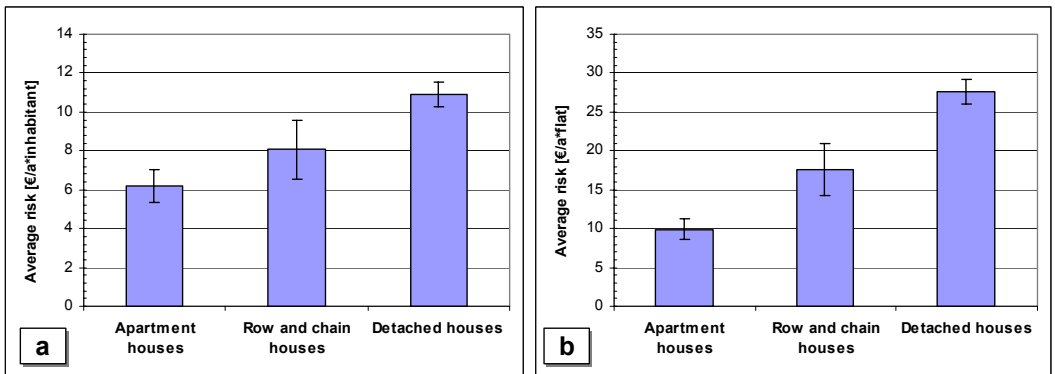 14
12
10
8
6
4
2
0
Average risk [€/a*inhabitant]
Apartment houses
Row and chain houses
Detached houses
a
35
30
25
20
15
10
5
0
Average risk [€/a*flat]
Apartment houses
Row and chain houses
Detached houses
b